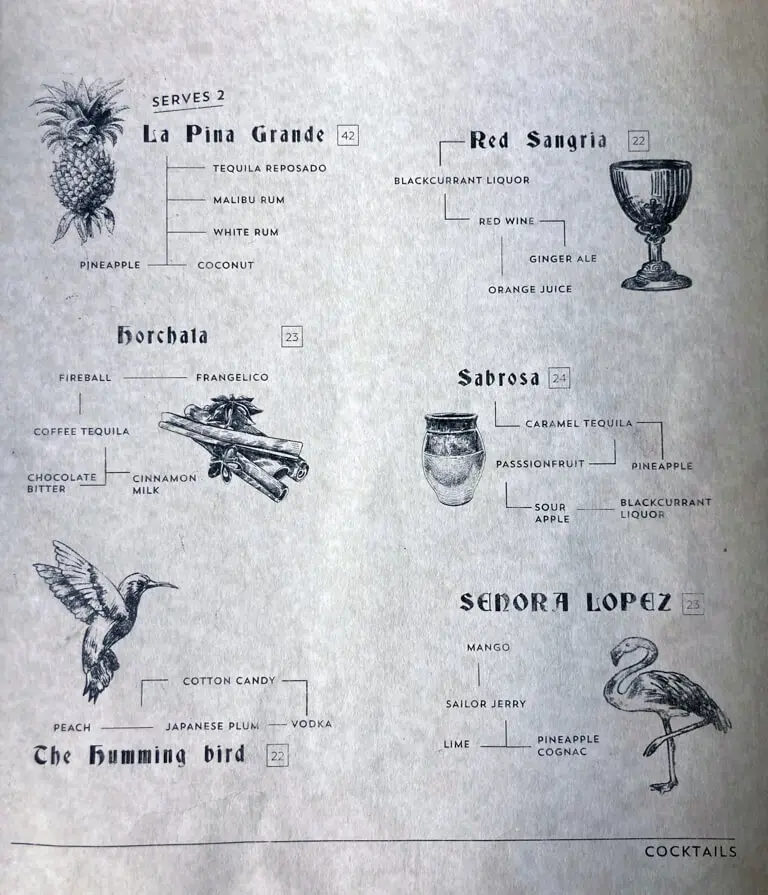 SERVES 2
La Pina Grande 42
TEQUILA REPOSADO
MALIBU RUM
WHITE RUM
PINEAPPLE COCONUT
Red Sangria 22
BLACKCURRANT LIQUOR
RED WINE
GINGER ALE
ORANGE JUICE
Horchata 23
FIREBALL FRANGELICO
COFFEE TEQUILA
CHOCOLATE
BITTER
CINNAMON
MILK
Sabrosa 24
CARAMEL TEQUILA
PASSSIONFRUIT PINEAPPLE
SOUR
APPLE
BLACKCURRANT
LIQUOR
COTTON CANDY
PEACH JAPANESE PLUM VODKA
The Humming bird 22
SENORA LOPEZ 23
MANGO
SAILOR JERRY
LIME
PINEAPPLE
COGNAC
COCKTAILS